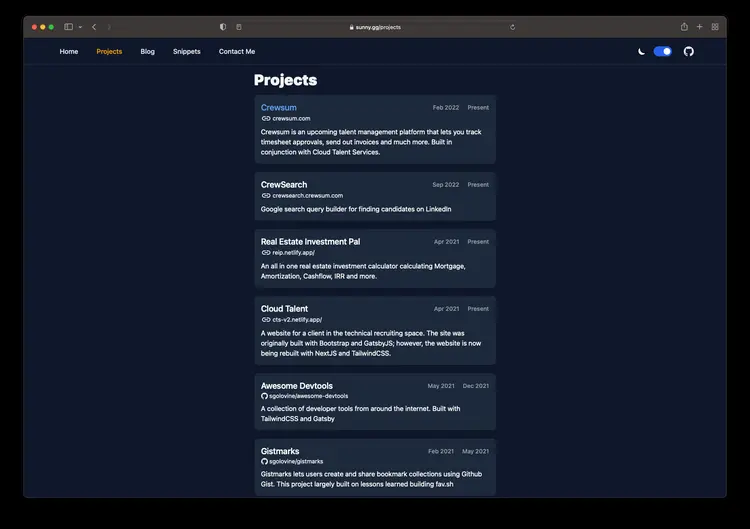 sunny.gg/projects
Home Projects Blog Snippets Contact Me
Projects
Crewsum Feb 2022 Present
crewsum.com
Crewsum is an upcoming talent management platform that lets you track
timesheet approvals, send out invoices and much more. Built in
conjunction with Cloud Talent Services.
CrewSearch Sep 2022 Present
crewsearch.crewsum.com
Google search query builder for finding candidates on LinkedIn
Real Estate Investment Pal Apr 2021 Present
reip.netlify.app/
An all in one real estate investment calculator calculating Mortgage,
Amortization, Cashflow, IRR and more.
Cloud Talent Apr 2021 Present
cts-v2.netlify.app/
A website for a client in the technical recruiting space. The site was
originally built with Bootstrap and GatsbyJS; however, the website is now
being rebuilt with NextJS and TailwindCSS.
Awesome Devtools May 2021 Dec 2021
sgolovine/awesome-devtools
A collection of developer tools from around the internet. Built with
TailwindCSS and Gatsby
Gistmarks Feb 2021 May 2021
sgolovine/gistmarks
Gistmarks lets users create and share bookmark collections using Github
Gist. This project largely built on lessons learned building fav.sh